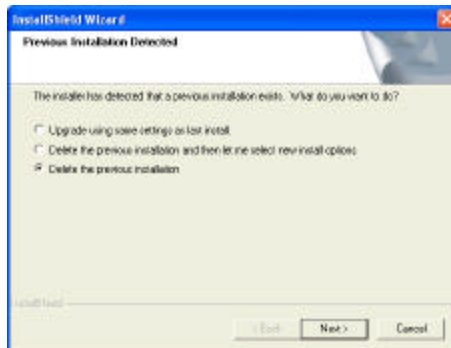 InstallShield Wizard
Previous Installation Detected
The installer has detected that a previous installation exists. What do you want to do?
Upgrade using same settings as last install.
Delete the previous installation and then let me select new install options
Delete the previous installation
InstallShield
< Back Next > Cancel